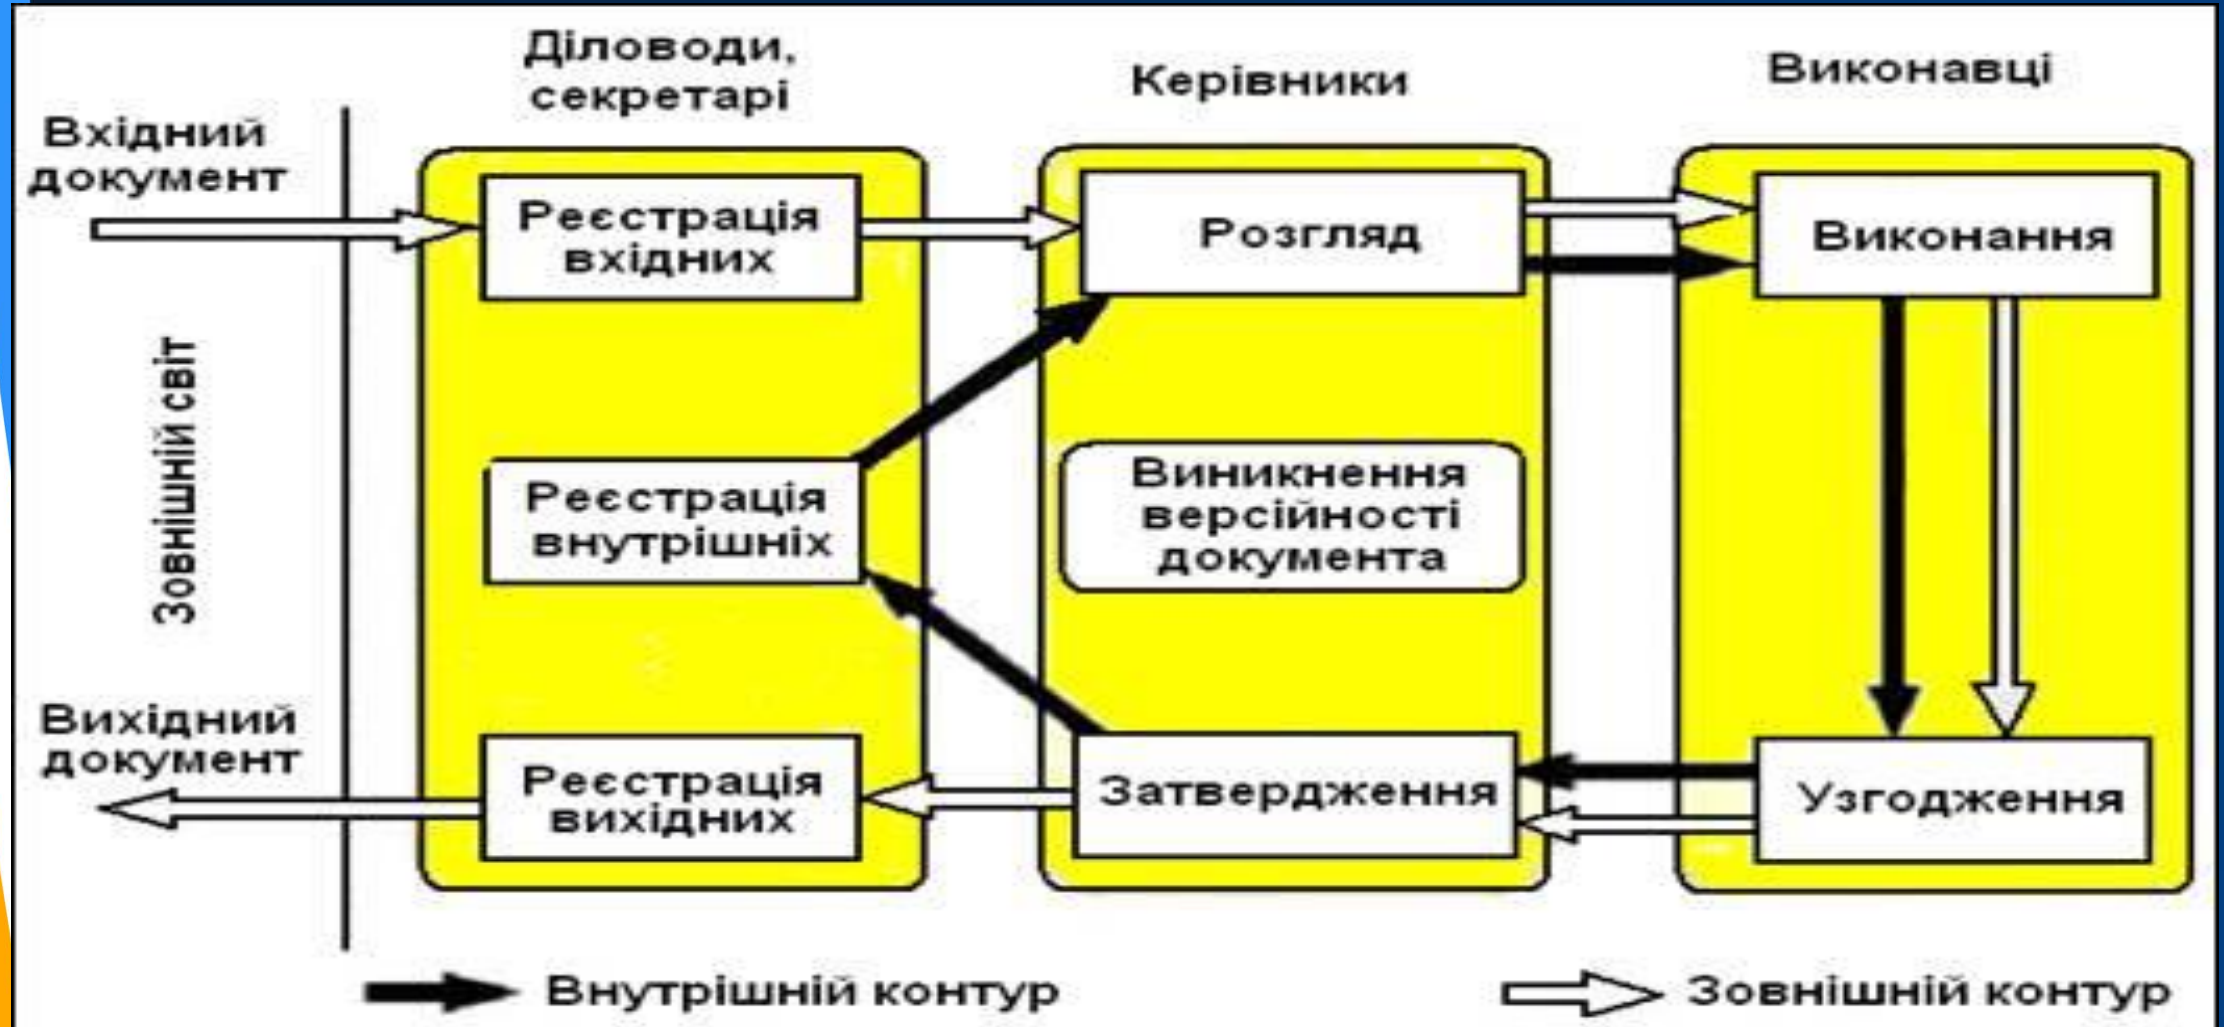 Діловоди,
секретарі
Керівники
Виконавці
Вхідний
документ
Реєстрація
вхідних
Розгляд
Виконання
Зовнішній світ
Реєстрація
внутрішніх
Виникнення
версійності
документа
Вихідний
документ
Реєстрація
вихідних
Затвердження
Узгодження
Внутрішній контур
Зовнішній контур